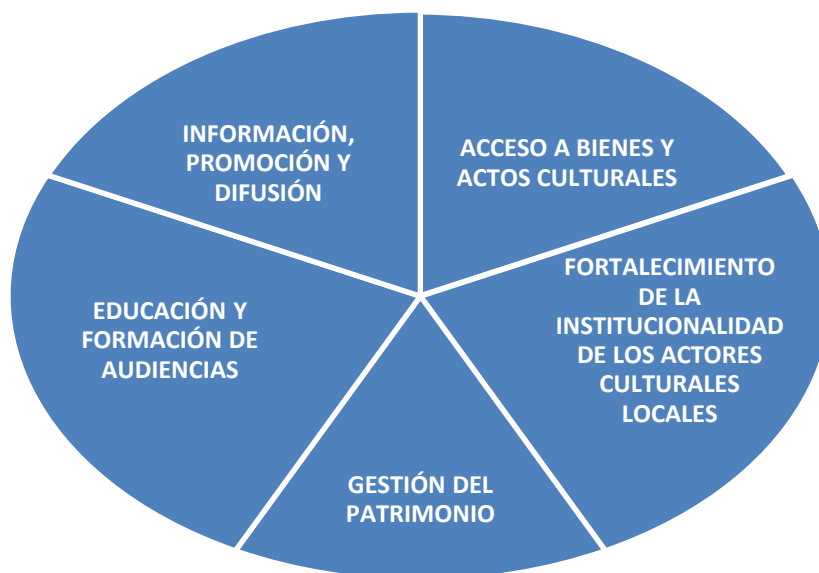 INFORMACIÓN,
PROMOCIÓN Y
DIFUSIÓN
ACCESO A BIENES Y
ACTOS CULTURALES
FORTALECIMIENTO
DE LA
INSTITUCIONALIDAD
DE LOS ACTORES
CULTURALES
LOCALES
EDUCACIÓN Y
FORMACIÓN DE
AUDIENCIAS
GESTIÓN DEL
PATRIMONIO